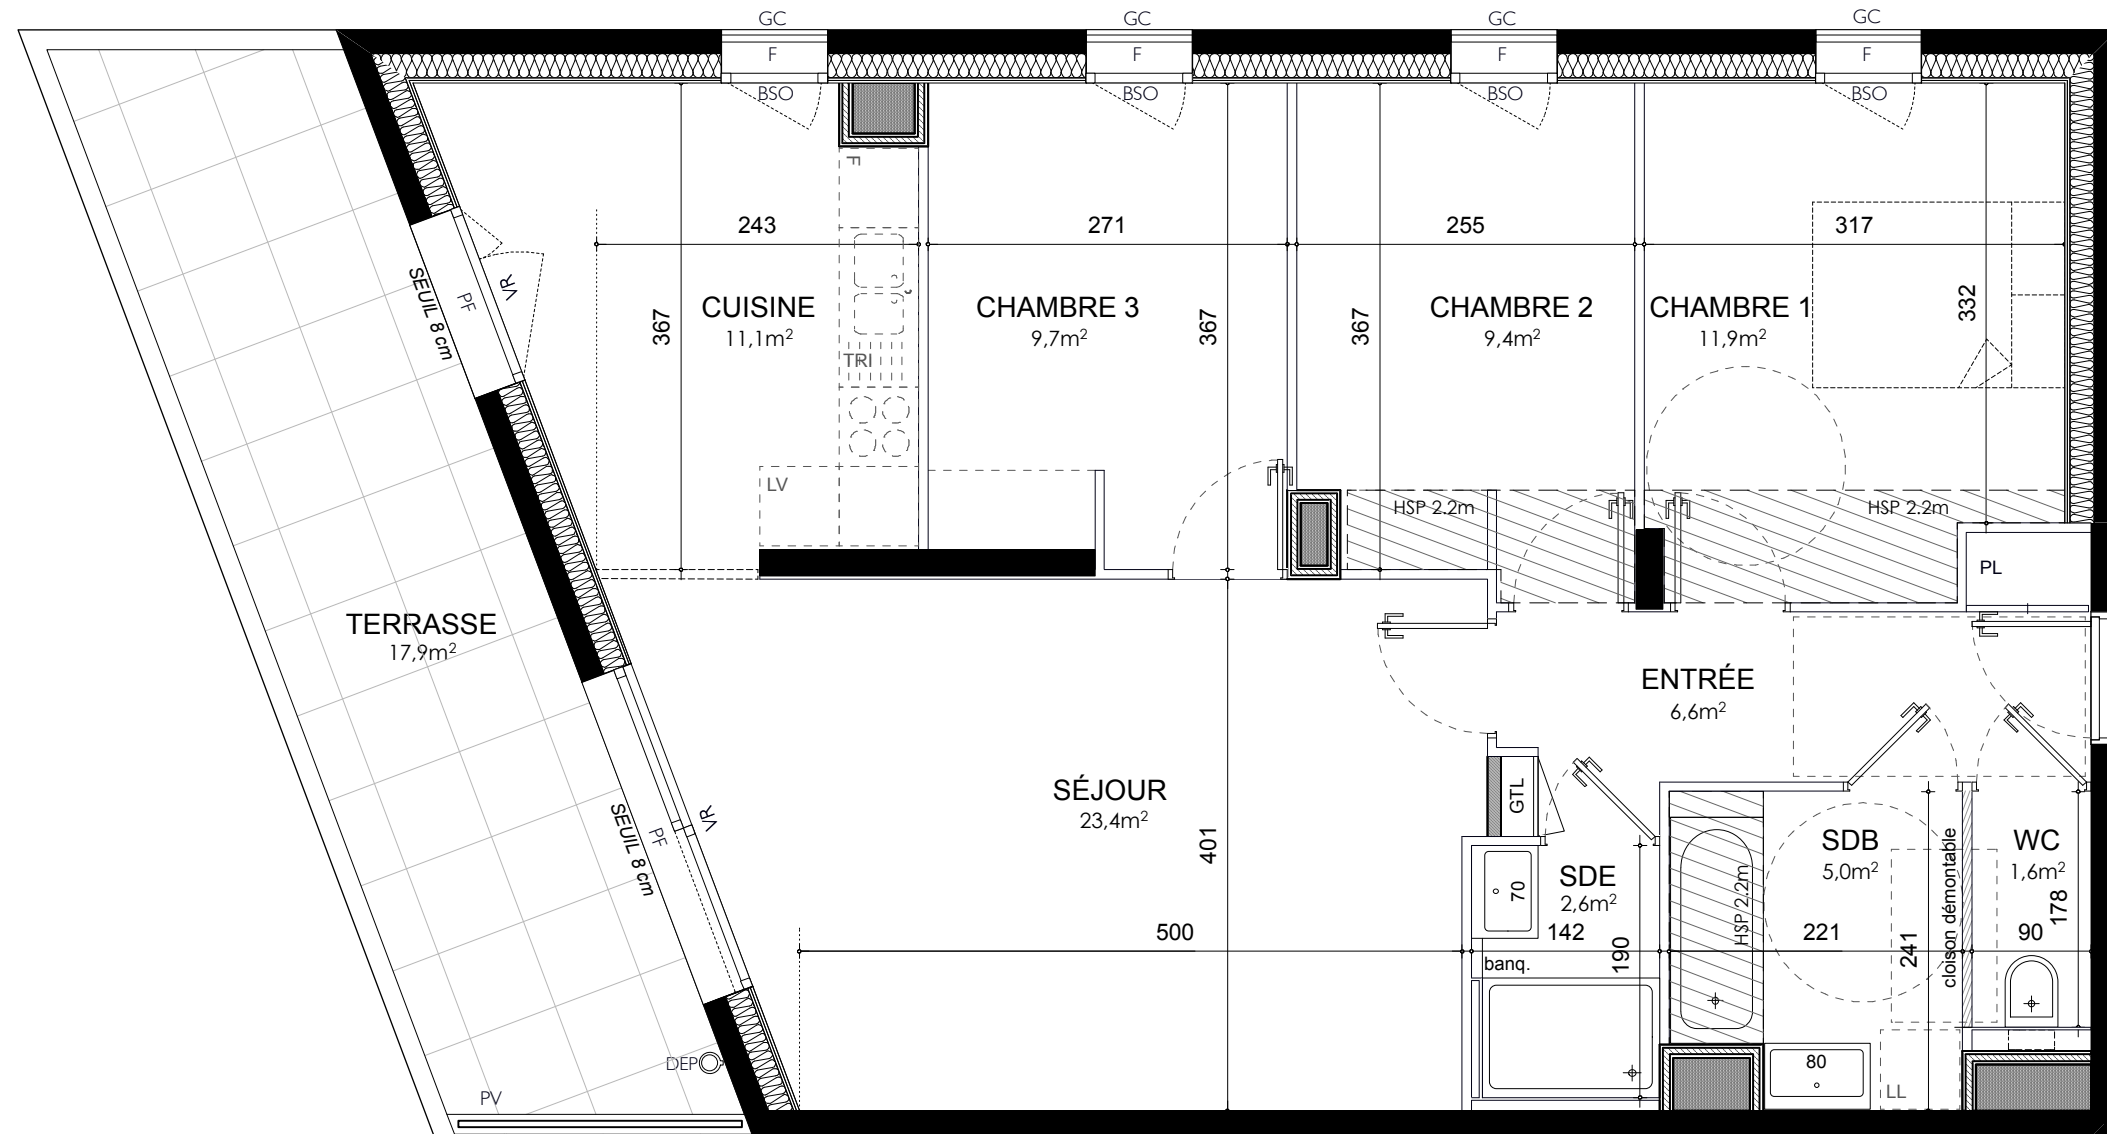 GC GC GC GC
F F F F
BSO BSO BSO BSO
F
243 271 255 317
SEUIL 8 cm
PF
VR
CUISINE
11,1m²
367
TRI
LV
CHAMBRE 3
9,7m²
367
367
CHAMBRE 2
9,4m²
CHAMBRE 1
11,9m²
332
HSP 2.2m
HSP 2.2m
PL
TERRASSE
17,9m²
ENTRÉE
6,6m²
SÉJOUR
23,4m²
401
500
GTL
SEUIL 8 cm
PF
VR
70
SDE
2,6m²
142
190
banq.
HSP 2.2m
SDB
5,0m²
221
241
cloison démontable
WC
1,6m²
178
90
80
LL
DEP
PV